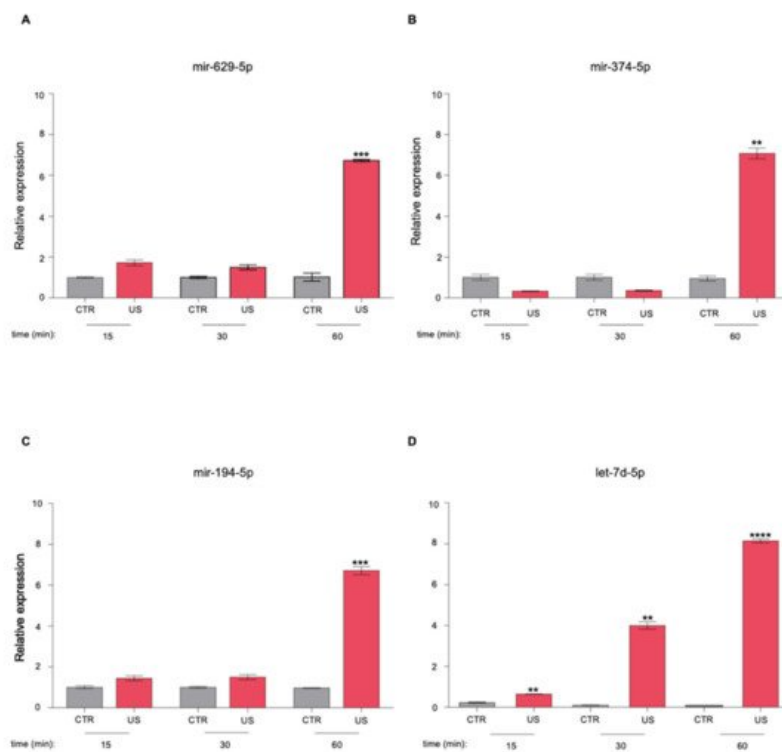 A
mir-629-5p
Relative expression
10
8
6
4
2
0
***
CTR US CTR US CTR US
time (min): 15 30 60
B
mir-374-5p
Relative expression
10
8
6
4
2
0
**
CTR US CTR US CTR US
time (min): 15 30 60
C
mir-194-5p
Relative expression
10
8
6
4
2
0
***
CTR US CTR US CTR US
time (min): 15 30 60
D
let-7d-5p
Relative expression
10
8
6
4
2
0
** ** ****
CTR US CTR US CTR US
time (min): 15 30 60